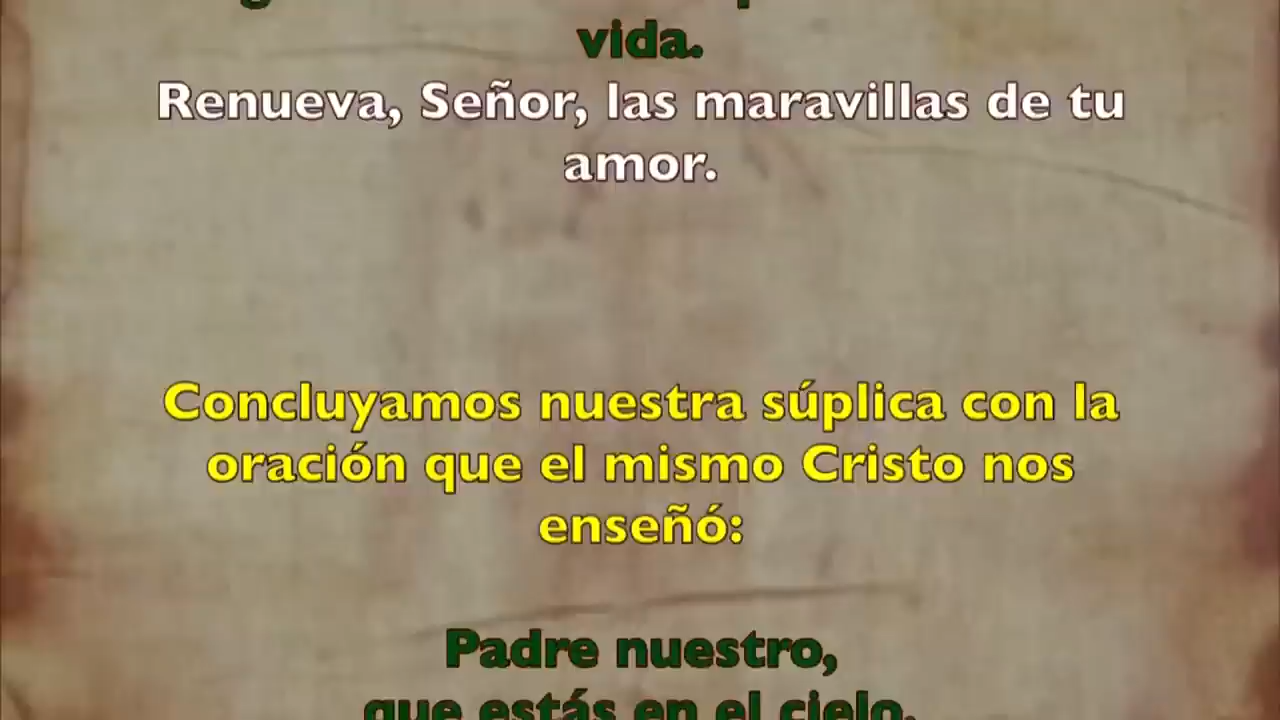 vida.
Renueva, Señor, las maravillas de tu
amor.
Concluyamos nuestra súplica con la
oración que el mismo Cristo nos
enseñó:
Padre nuestro,
que estás en el cielo,